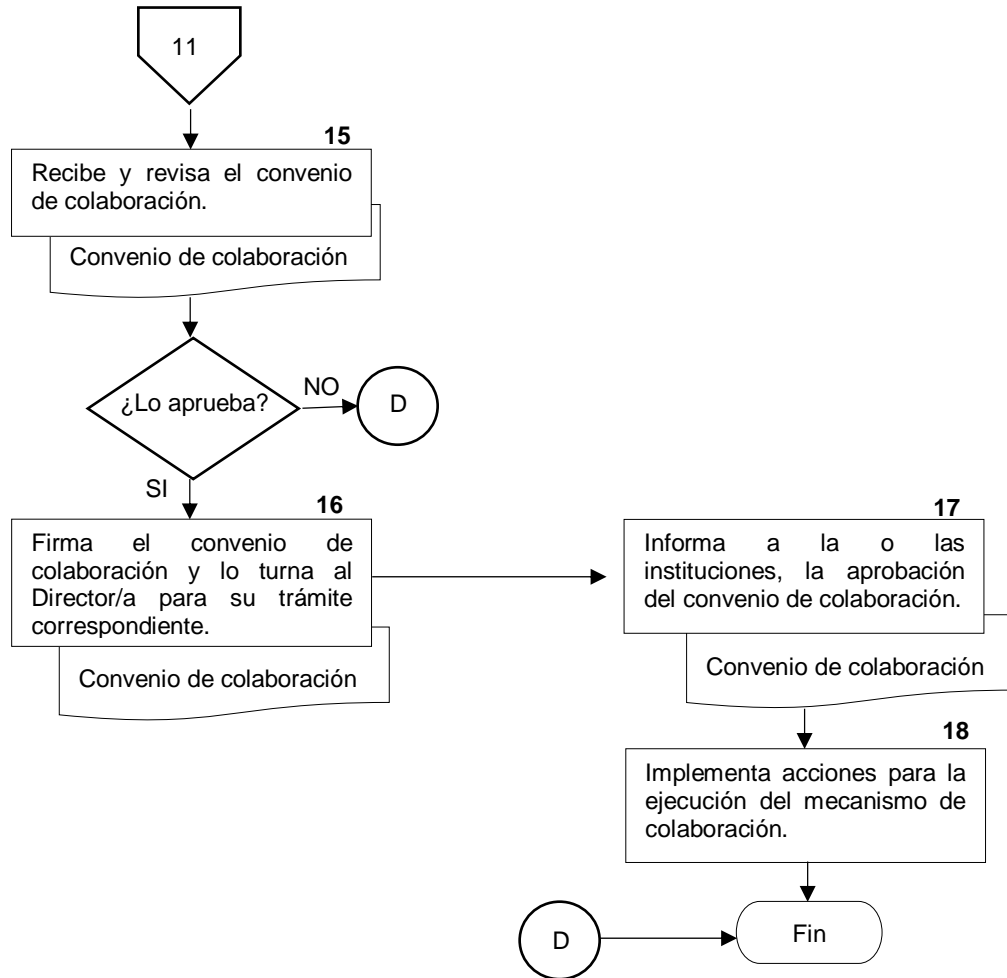 11
15
Recibe y revisa el convenio
de colaboración.
Convenio de colaboración
¿Lo aprueba?
NO
D
SI
16
Firma el convenio de
colaboración y lo turna al
Director/a para su trámite
correspondiente.
Convenio de colaboración
17
Informa a la o las
instituciones, la aprobación
del convenio de colaboración.
Convenio de colaboración
18
Implementa acciones para la
ejecución del mecanismo de
colaboración.
D
Fin